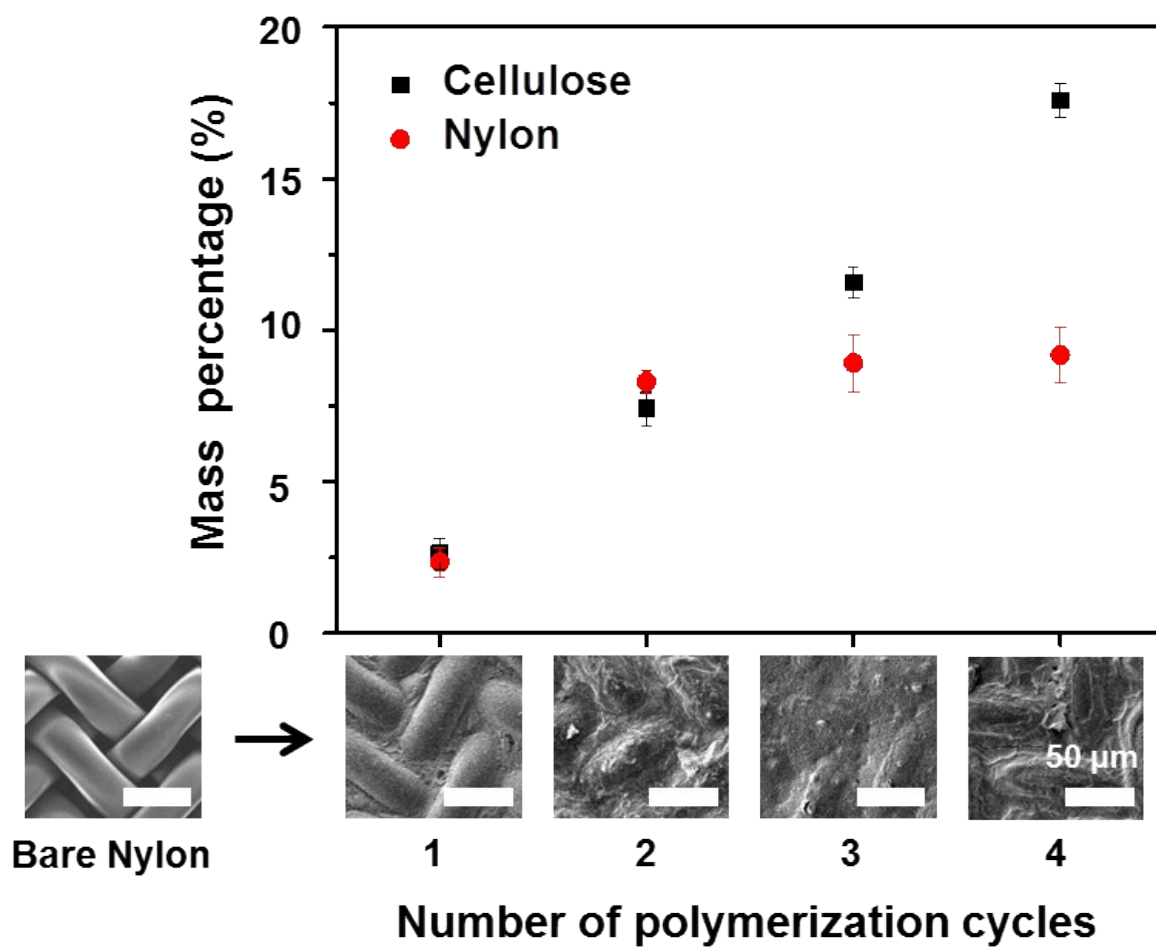 20
15
10
5
0
Mass percentage (%)
Cellulose
Nylon
50 μm
Bare Nylon
1
2
3
4
Number of polymerization cycles